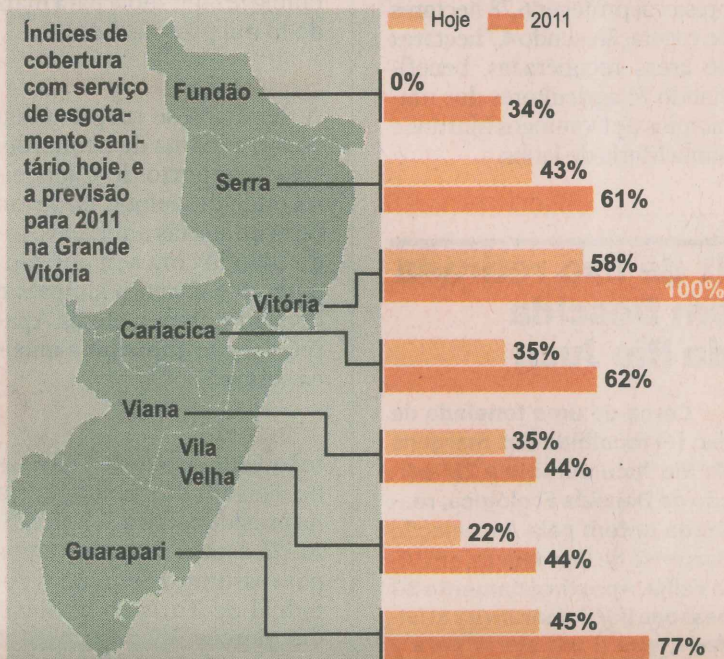 Índices de
cobertura
com serviço
de esgota-
mento sani-
tário hoje, e
a previsão
para 2011
na Grande
Vitória
Hoje 2011
Fundão
0%
34%
Serra
43%
61%
Vitória
58%
100%
Cariacica
35%
62%
Viana
35%
44%
Vila
Velha
22%
44%
Guarapari
45%
77%